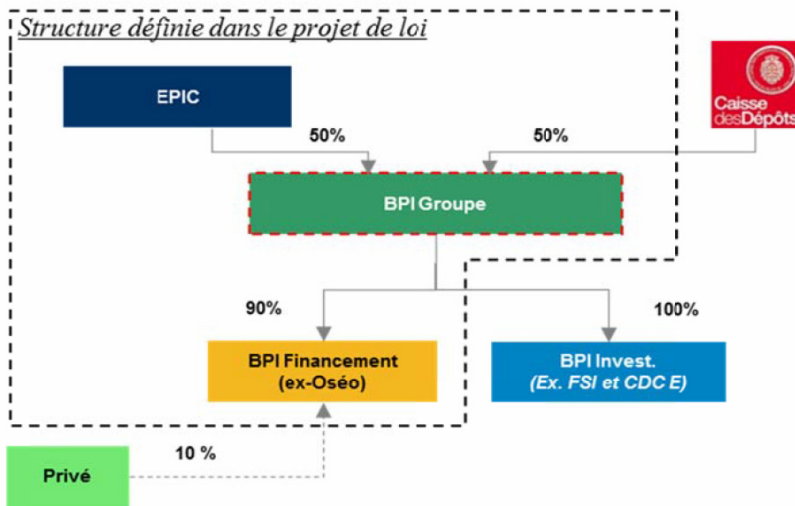 Structure définie dans le projet de loi
EPIC
Caisse
desDépôts
50%
50%
BPI Groupe
90%
100%
BPI Financement
(ex-Oséo)
BPI Invest.
(Ex. FSI et CDC E)
10 %
Privé